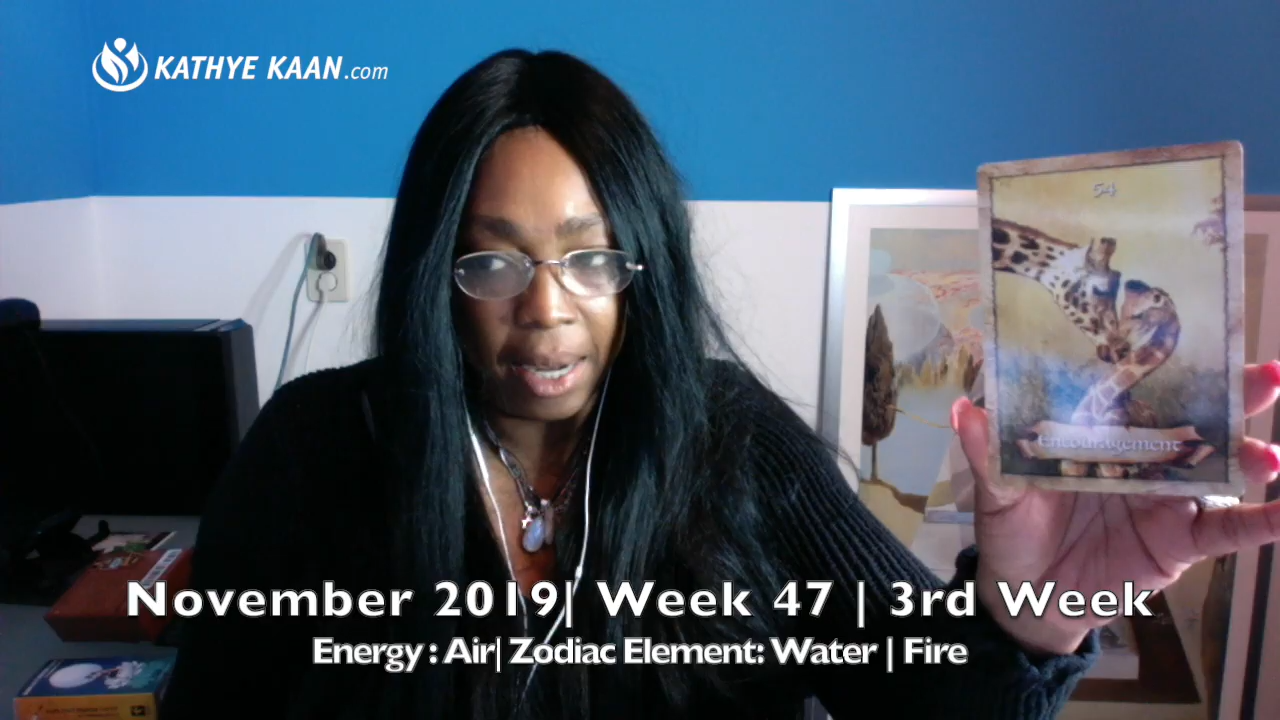 KATHYE KAAN.com
54
Encouragement
November 2019| Week 47 | 3rd Week
Energy : Air| Zodiac Element: Water | Fire